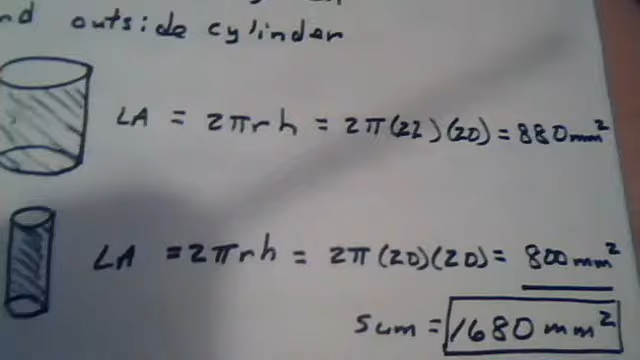 nd outside cylinder
LA = 2πrh = 2π(22)(20) = 880mm²
LA = 2πrh = 2π(20)(20) = 800mm²
Sum = 1680 mm²